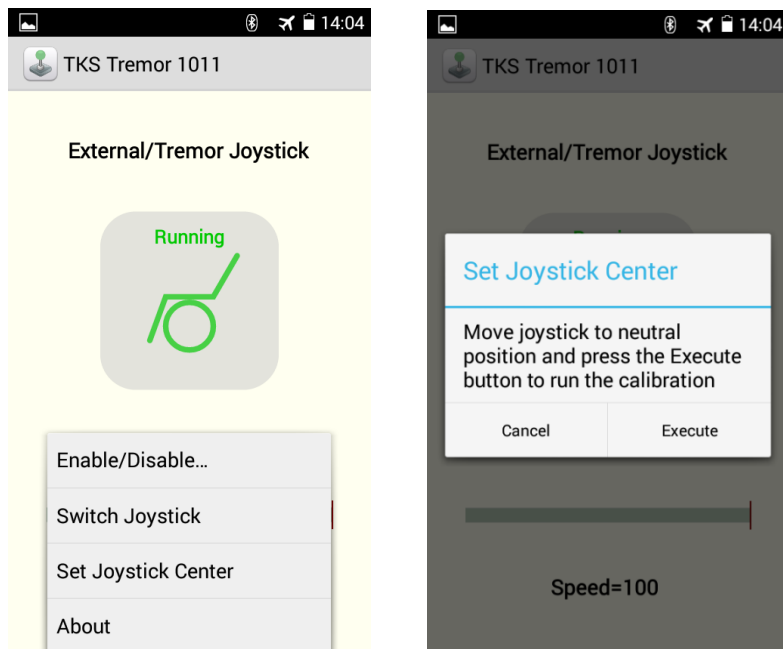 14:04
TKS Tremor 1011
External/Tremor Joystick
Running
Enable/Disable...
Switch Joystick
Set Joystick Center
About
14:04
TKS Tremor 1011
External/Tremor Joystick
Set Joystick Center
Move joystick to neutral
position and press the Execute
button to run the calibration
Cancel
Execute
Speed=100